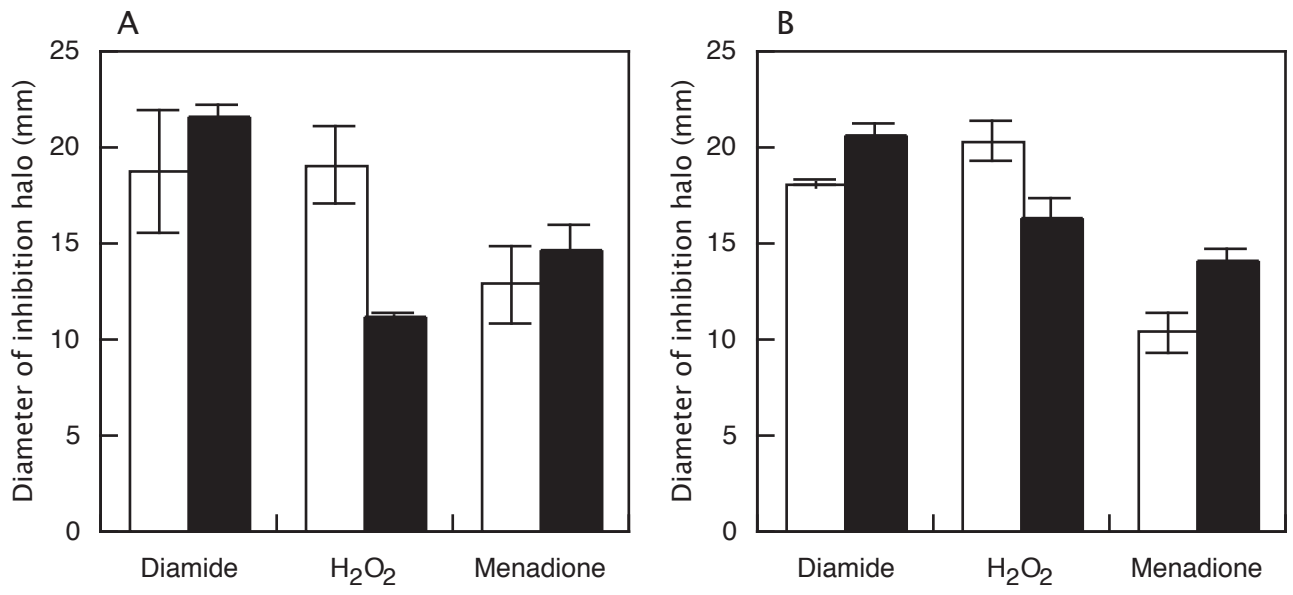 A
Diameter of inhibition halo (mm)
25
20
15
10
5
0
Diamide
H₂O₂
Menadione
B
Diameter of inhibition halo (mm)
25
20
15
10
5
0
Diamide
H₂O₂
Menadione